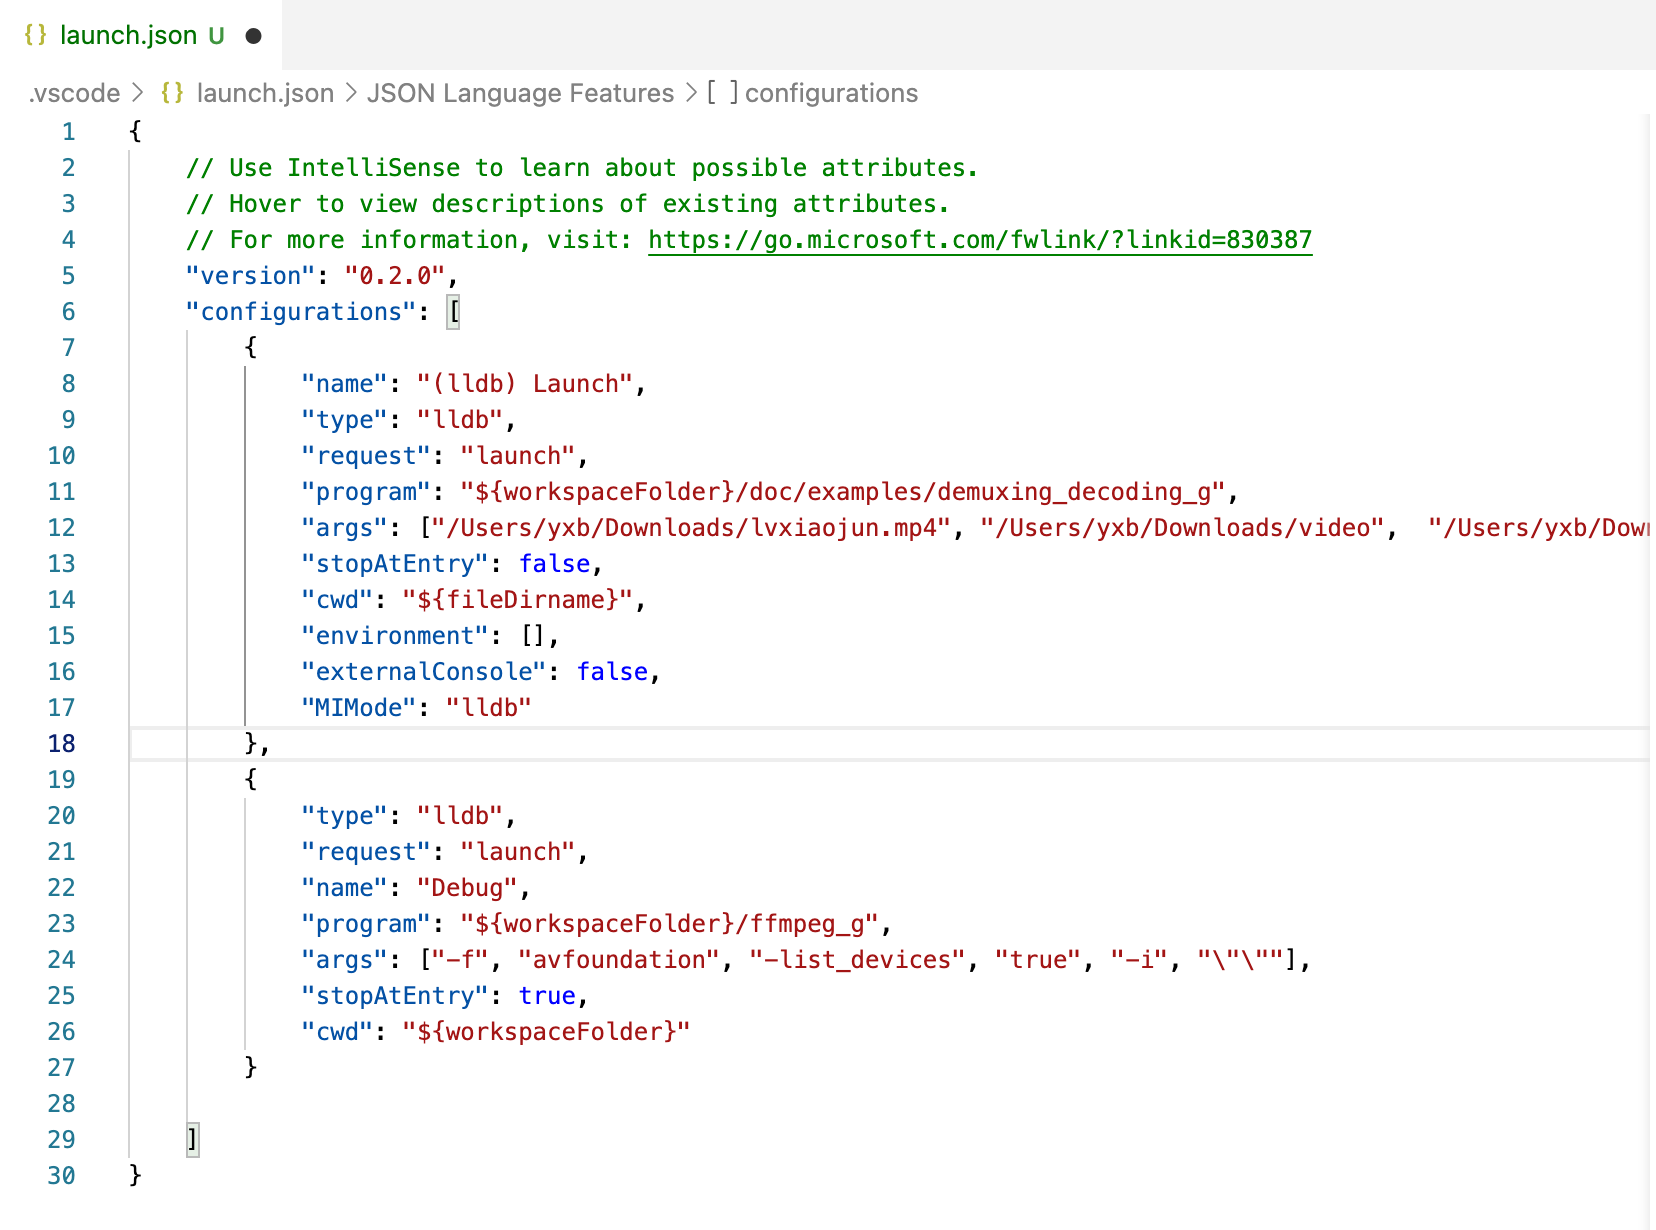 {} launch.json U ●
.vscode > {} launch.json > JSON Language Features > [ ] configurations
1 {
2 // Use IntelliSense to learn about possible attributes.
3 // Hover to view descriptions of existing attributes.
4 // For more information, visit: https://go.microsoft.com/fwlink/?linkid=830387
5 "version": "0.2.0",
6 "configurations": [
7 {
8 "name": "(lldb) Launch",
9 "type": "lldb",
10 "request": "launch",
11 "program": "${workspaceFolder}/doc/examples/demuxing_decoding_g",
12 "args": ["/Users/yxb/Downloads/lvxiaojun.mp4", "/Users/yxb/Downloads/video",  "/Users/yxb/Dow
13 "stopAtEntry": false,
14 "cwd": "${fileDirname}",
15 "environment": [],
16 "externalConsole": false,
17 "MIMode": "lldb"
18 },
19 {
20 "type": "lldb",
21 "request": "launch",
22 "name": "Debug",
23 "program": "${workspaceFolder}/ffmpeg_g",
24 "args": ["-f", "avfoundation", "-list_devices", "true", "-i", "\"\""],
25 "stopAtEntry": true,
26 "cwd": "${workspaceFolder}"
27 }
28
29 ]
30 }